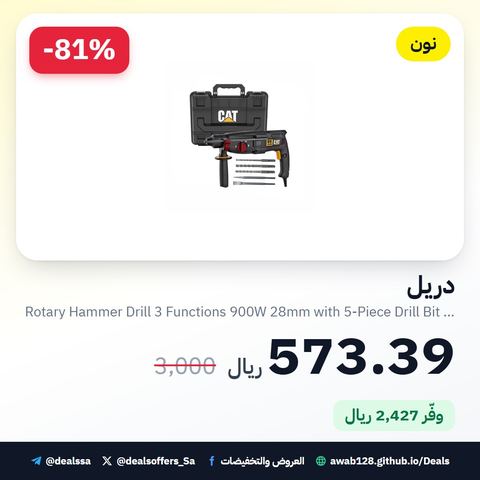 -81%
نون
CAT
دريل
Rotary Hammer Drill 3 Functions 900W 28mm with 5-Piece Drill Bit ...
573.39 ريال 3,000
وفّر 2,427 ريال
@dealssa @dealsoffers_Sa العروض والتخفيضات awab128.github.io/Deals